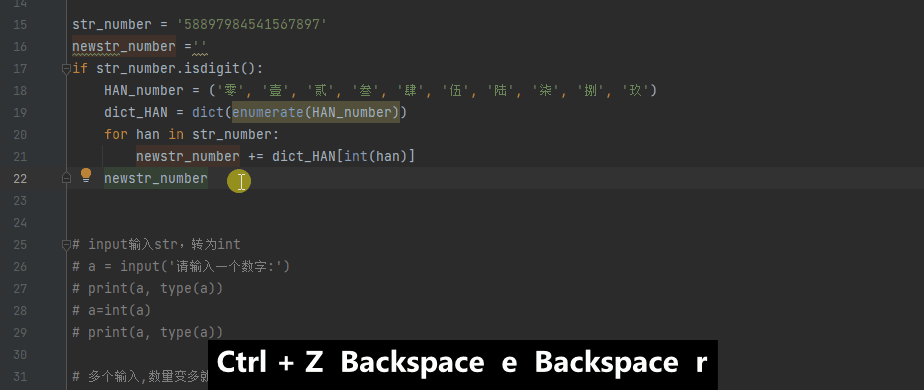 14
15 str_number = '58897984541567897'
16 newstr_number =''
17 if str_number.isdigit():
18 HAN_number = ('零', '壹', '貳', '叁', '肆', '伍', '陆', '柒', '捌', '玖')
19 dict_HAN = dict(enumerate(HAN_number))
20 for han in str_number:
21 newstr_number += dict_HAN[int(han)]
22 newstr_number
23
24
25 # input输入str，转为int
26 # a = input('请输入一个数字:')
27 # print(a, type(a))
28 # a=int(a)
29 # print(a, type(a))
30
31 # 多个输入,数量变多就
Ctrl + Z Backspace e Backspace r